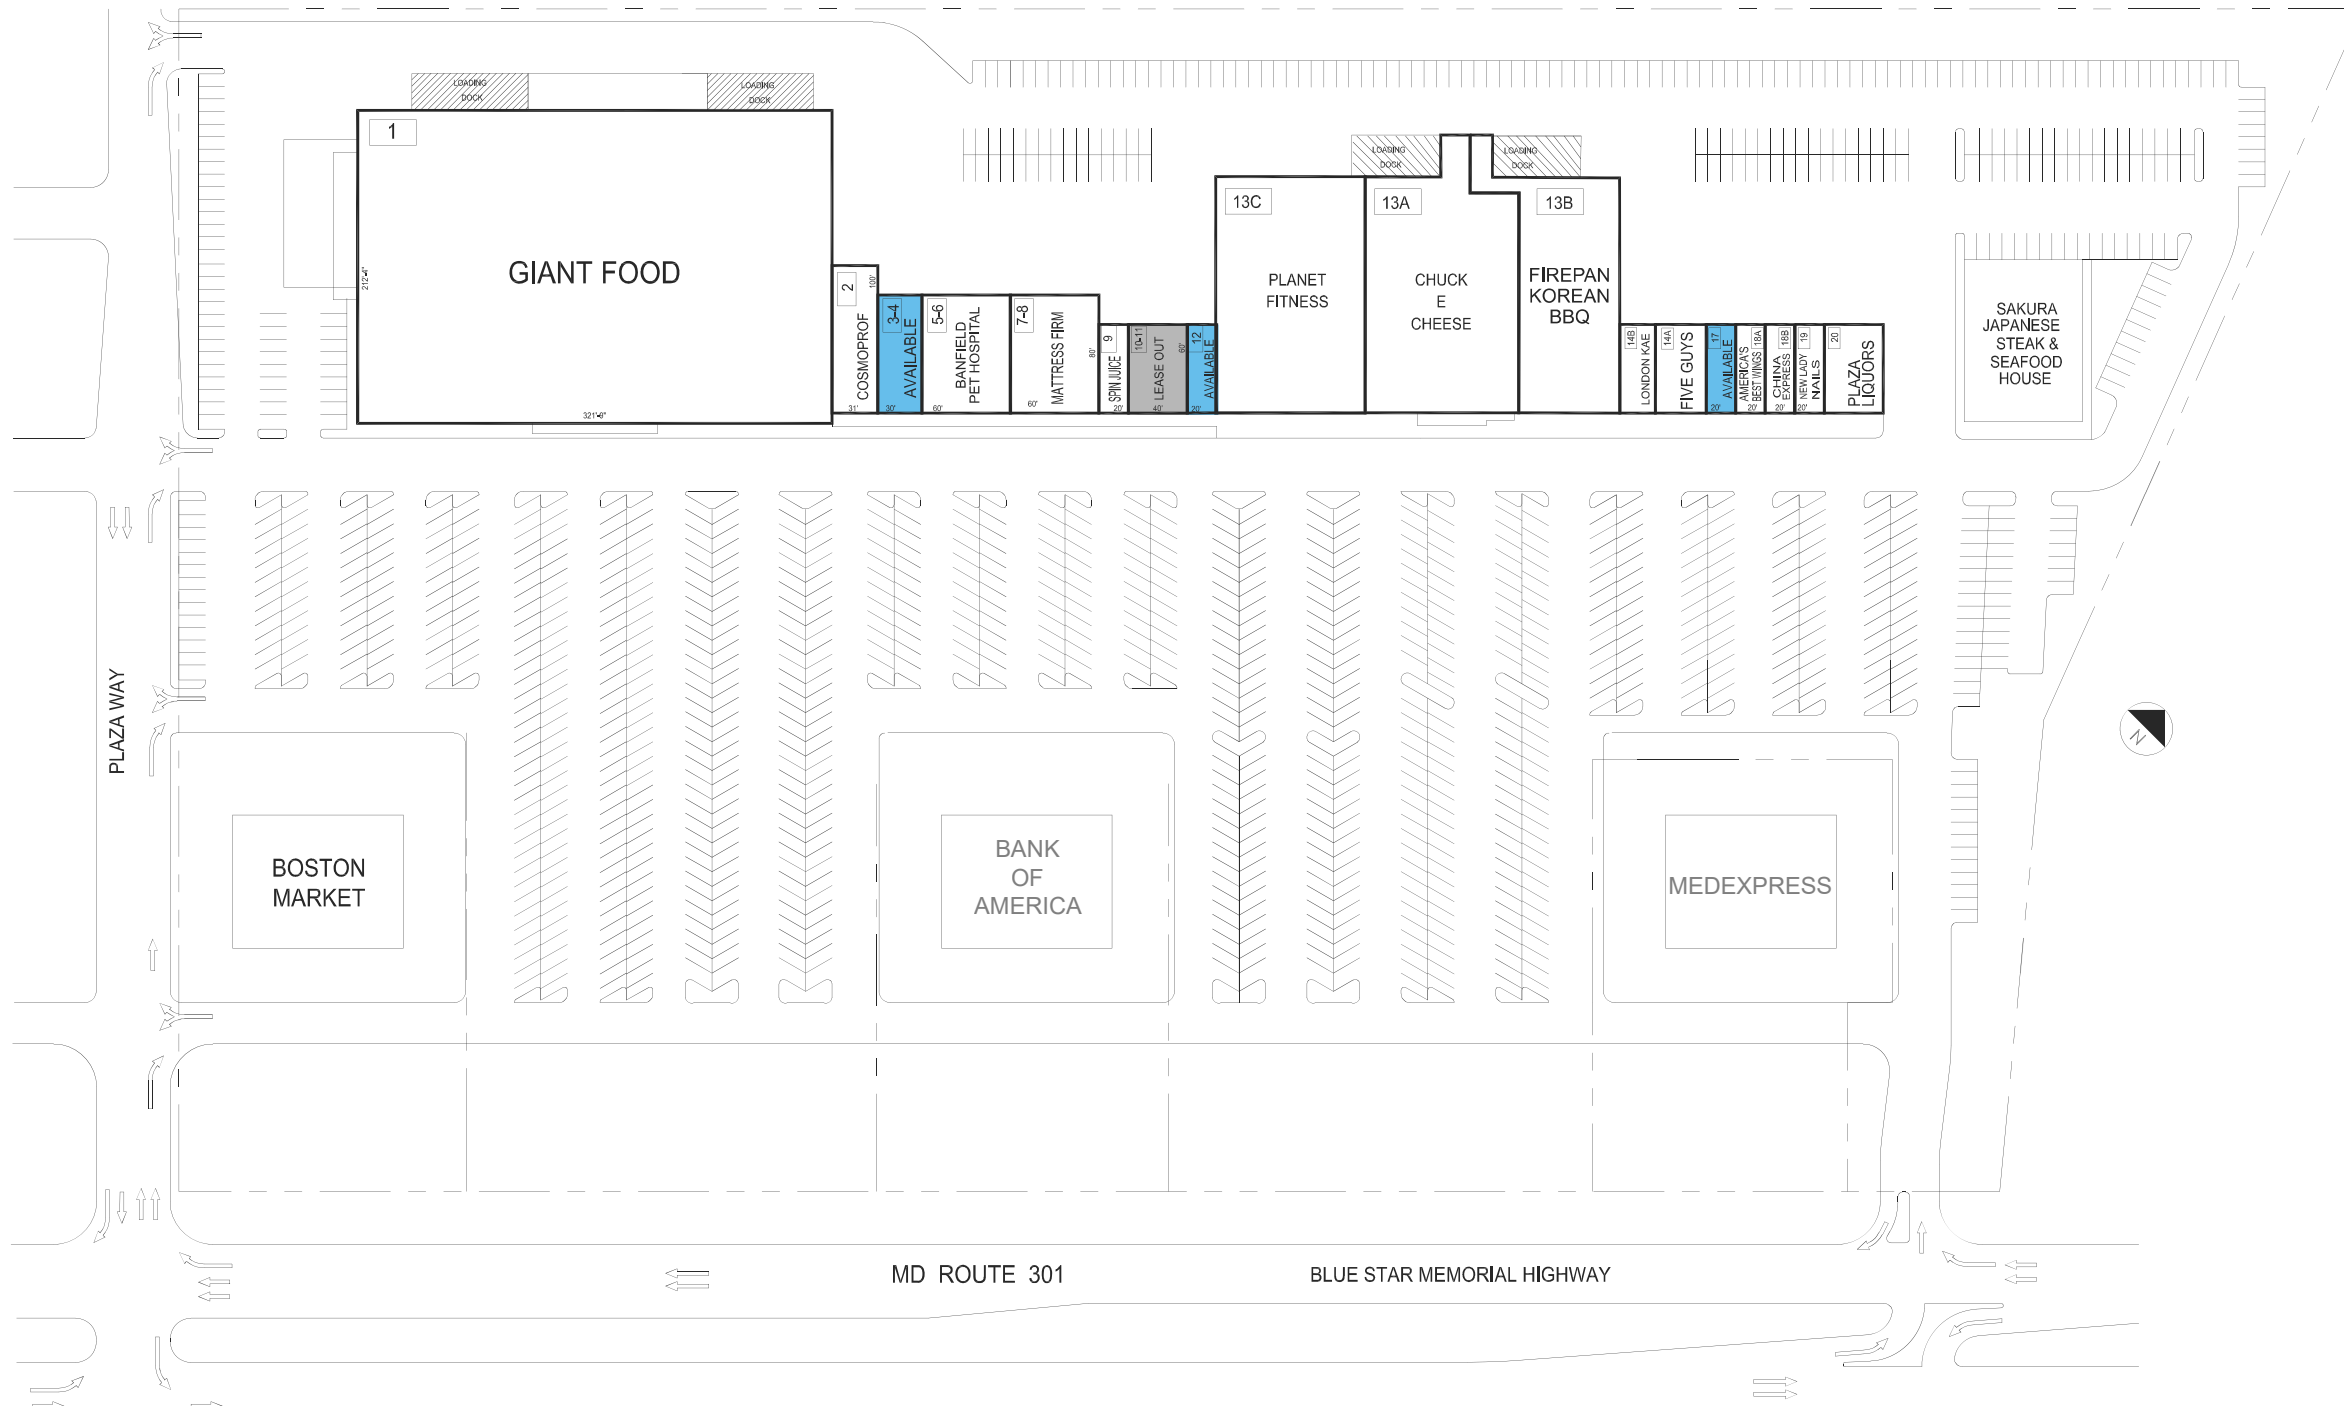 LOADING
DOCK
LOADING
DOCK
1
GIANT FOOD
212'-4"
321'-9"
2
100'
COSMOPROF
31'
3-4
AVAILABLE
30'
5-6
BANFIELD
PET HOSPITAL
60'
7-8
MATTRESS FIRM
60'
80'
9
SPIN JUICE
20'
10-11
LEASE OUT
40'
60'
12
AVAILABLE
20'
13C
PLANET
FITNESS
LOADING
DOCK
13A
CHUCK
E
CHEESE
LOADING
DOCK
13B
FIREPAN
KOREAN
BBQ
14B
LONDON KAE
14A
FIVE GUYS
17
AVAILABLE
20'
18A
AMERICA'S
BEST WINGS
20'
18B
CHINA
EXPRESS
20'
19
NEW LADY
NAILS
20'
20
PLAZA
LIQUORS
SAKURA
JAPANESE
STEAK &
SEAFOOD
HOUSE
PLAZA WAY
BOSTON
MARKET
BANK
OF
AMERICA
MEDEXPRESS
N
MD ROUTE 301
BLUE STAR MEMORIAL HIGHWAY